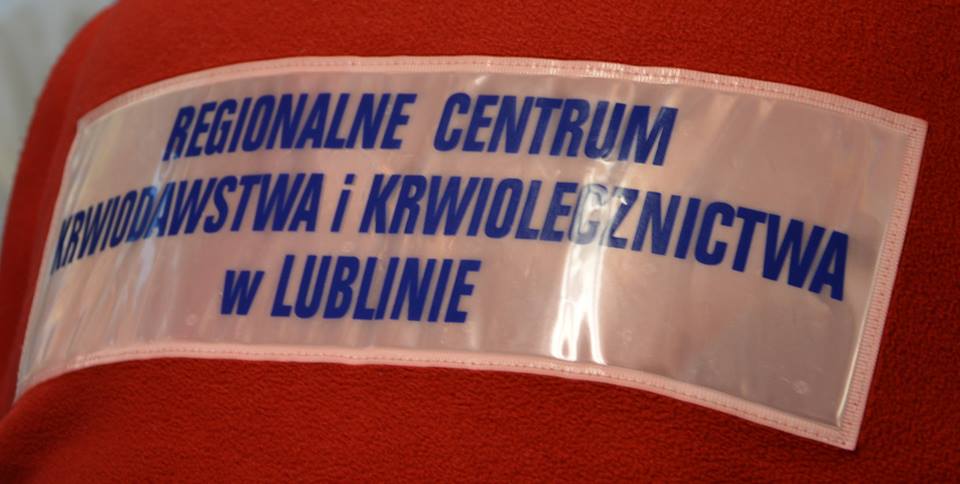 REGIONALNE CENTRUM
KRWIODAWSTWA i KRWIOLECZNICTWA
w LUBLINIE